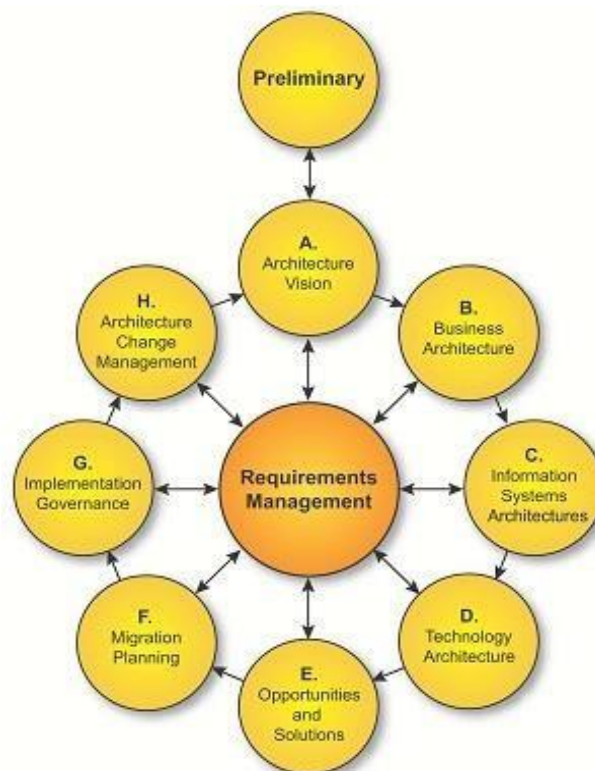 Preliminary
A.
Architecture
Vision
B.
Business
Architecture
C.
Information
Systems
Architectures
D.
Technology
Architecture
E.
Opportunities
and
Solutions
F.
Migration
Planning
G.
Implementation
Governance
H.
Architecture
Change
Management
Requirements
Management